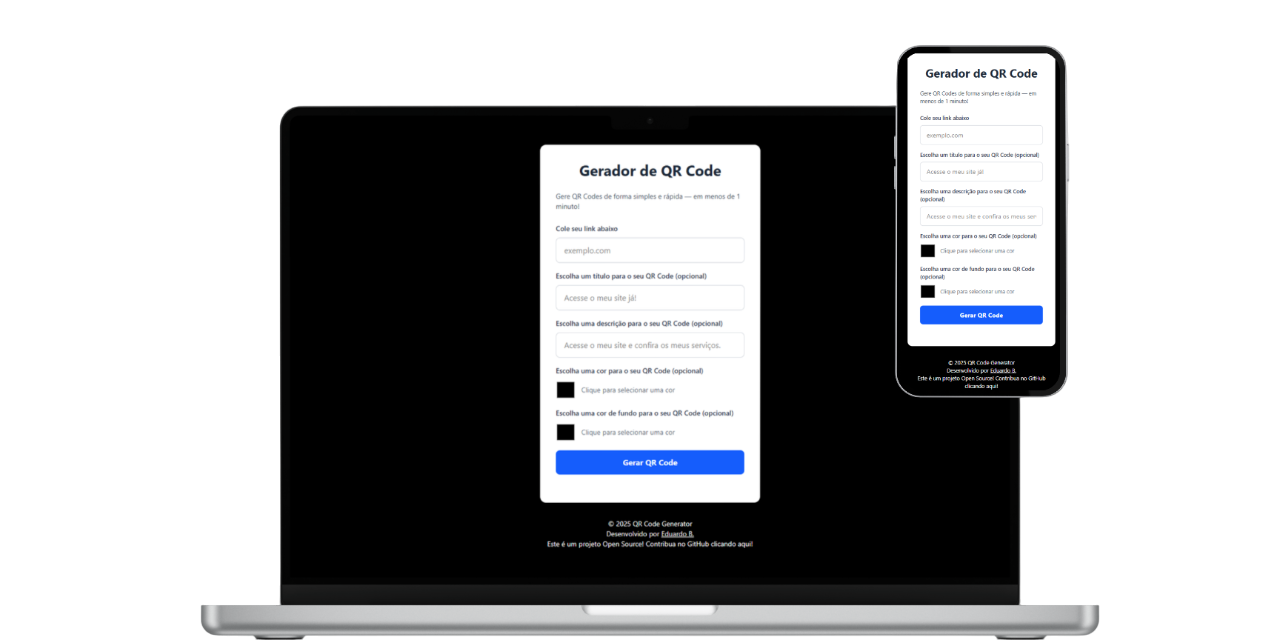 Gerador de QR Code
Gere QR Codes de forma simples e rápida — em menos de 1
minuto!
Cole seu link abaixo
exemplo.com
Escolha um título para o seu QR Code (opcional)
Acesse o meu site já!
Escolha uma descrição para o seu QR Code (opcional)
Acesse o meu site e confira os meus serviços.
Escolha uma cor para o seu QR Code (opcional)
Clique para selecionar uma cor
Escolha uma cor de fundo para o seu QR Code (opcional)
Clique para selecionar uma cor
Gerar QR Code
© 2025 QR Code Generator
Desenvolvido por Eduardo B.
Este é um projeto Open Source! Contribua no GitHub clicando aqui!
Gerador de QR Code
Gere QR Codes de forma simples e rápida — em
menos de 1 minuto!
Cole seu link abaixo
exemplo.com
Escolha um título para o seu QR Code (opcional)
Acesse o meu site já!
Escolha uma descrição para o seu QR Code
(opcional)
Acesse o meu site e confira os meus ser
Escolha uma cor para o seu QR Code (opcional)
Clique para selecionar uma cor
Escolha uma cor de fundo para o seu QR Code
(opcional)
Clique para selecionar uma cor
Gerar QR Code
© 2025 QR Code Generator
Desenvolvido por Eduardo B.
Este é um projeto Open Source! Contribua no GitHub
clicando aqui!